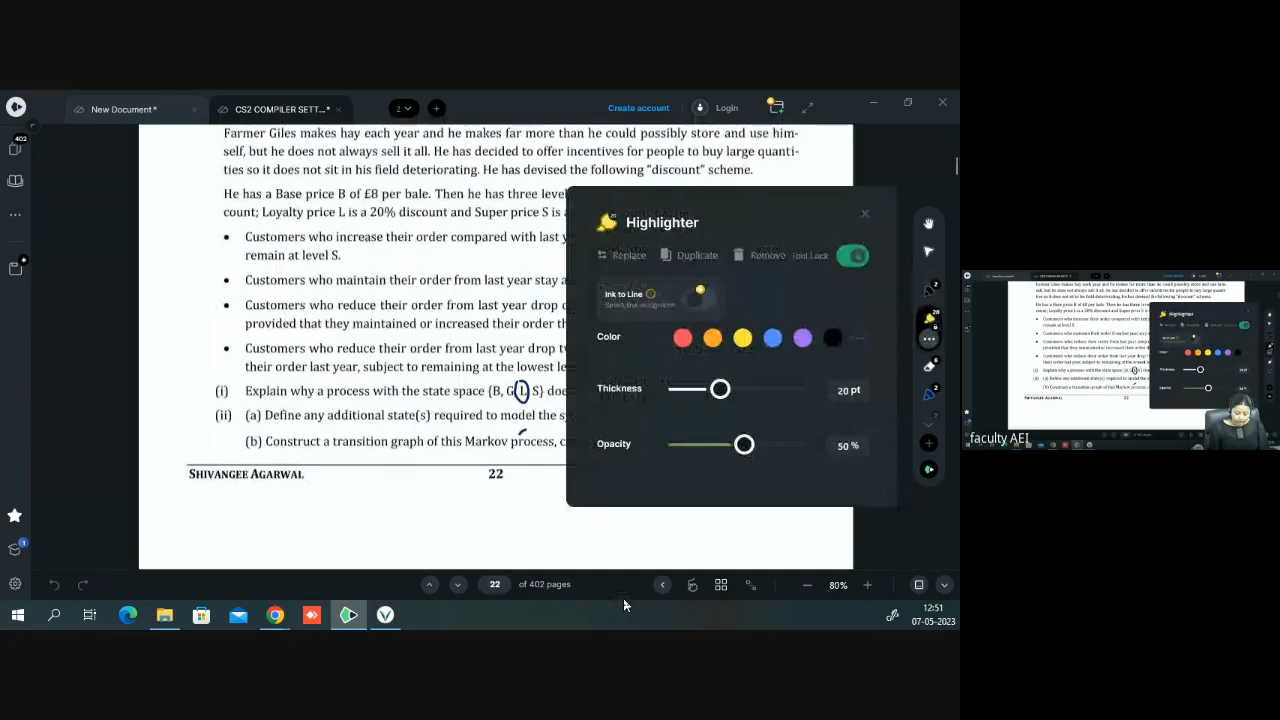 New Document *
CS2 COMPILER SETT...*
2
Create account
Login
402
Farmer Giles makes hay each year and he makes far more than he could possibly store and use him-
self, but he does not always sell it all. He has decided to offer incentives for people to buy large quanti-
ties so it does not sit in his field deteriorating. He has devised the following "discount" scheme.
He has a Base price B of £8 per bale. Then he has three level
count; Loyalty price L is a 20% discount and Super price S is a
• Customers who increase their order compared with last y
remain at level S.
• Customers who maintain their order from last year stay a
• Customers who reduce their order from last year drop o
provided that they maintained or increased their order th
• Customers who reduce their order from last year drop tw
their order last year, subject to remaining at the lowest le
(i) Explain why a process with the state space {B, G, L, S} does
(ii) (a) Define any additional state(s) required to model the sy
(b) Construct a transition graph of this Markov process, c
SHIVANGEE AGARWAL
22
Highlighter
Replace
Duplicate
Remove
Tool Lock
Ink to Line
Color
Thickness
20 pt
Opacity
50 %
22 of 402 pages
80%
12:51
07-05-2023
faculty AEI